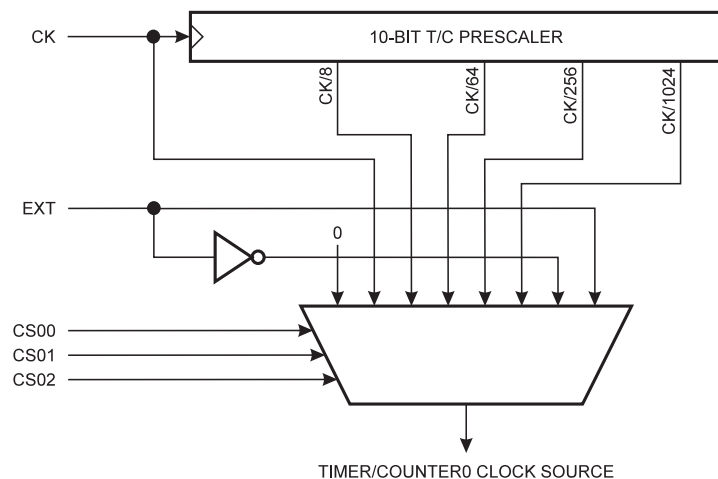 CK
10-BIT T/C PRESCALER
CK/8
CK/64
CK/256
CK/1024
EXT
0
CS00
CS01
CS02
TIMER/COUNTER0 CLOCK SOURCE